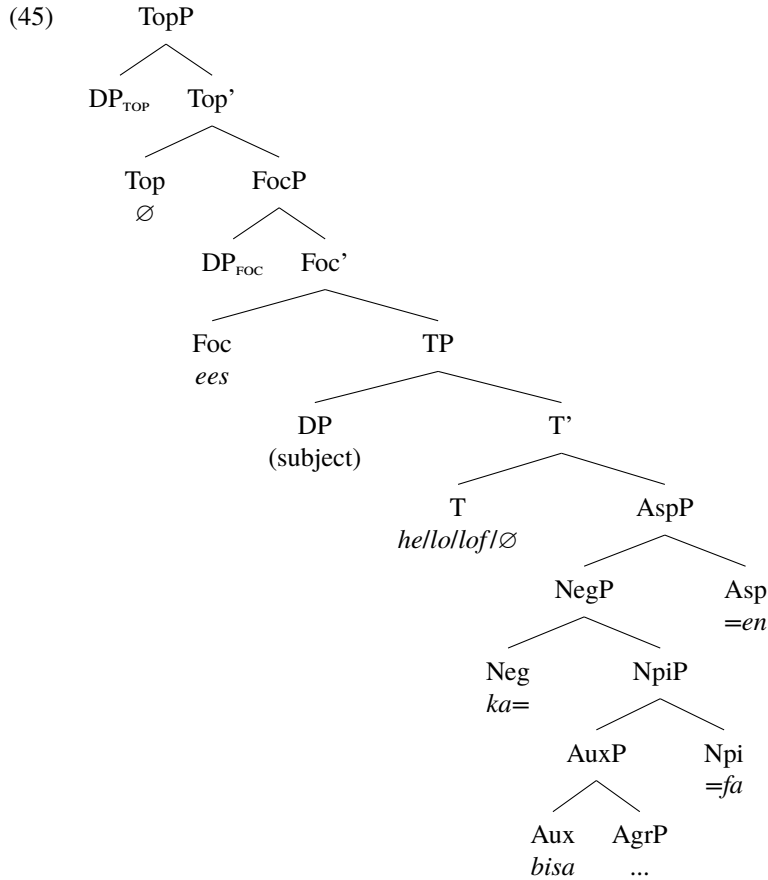 (45) TopP
DP_TOP Top’
Top FocP
∅
DP_FOC Foc’
Foc TP
ees
DP T’
(subject)
T AspP
he/lo/lof/∅
NegP Asp
=en
Neg NpiP
ka=
AuxP Npi
=fa
Aux AgrP
bisa ...